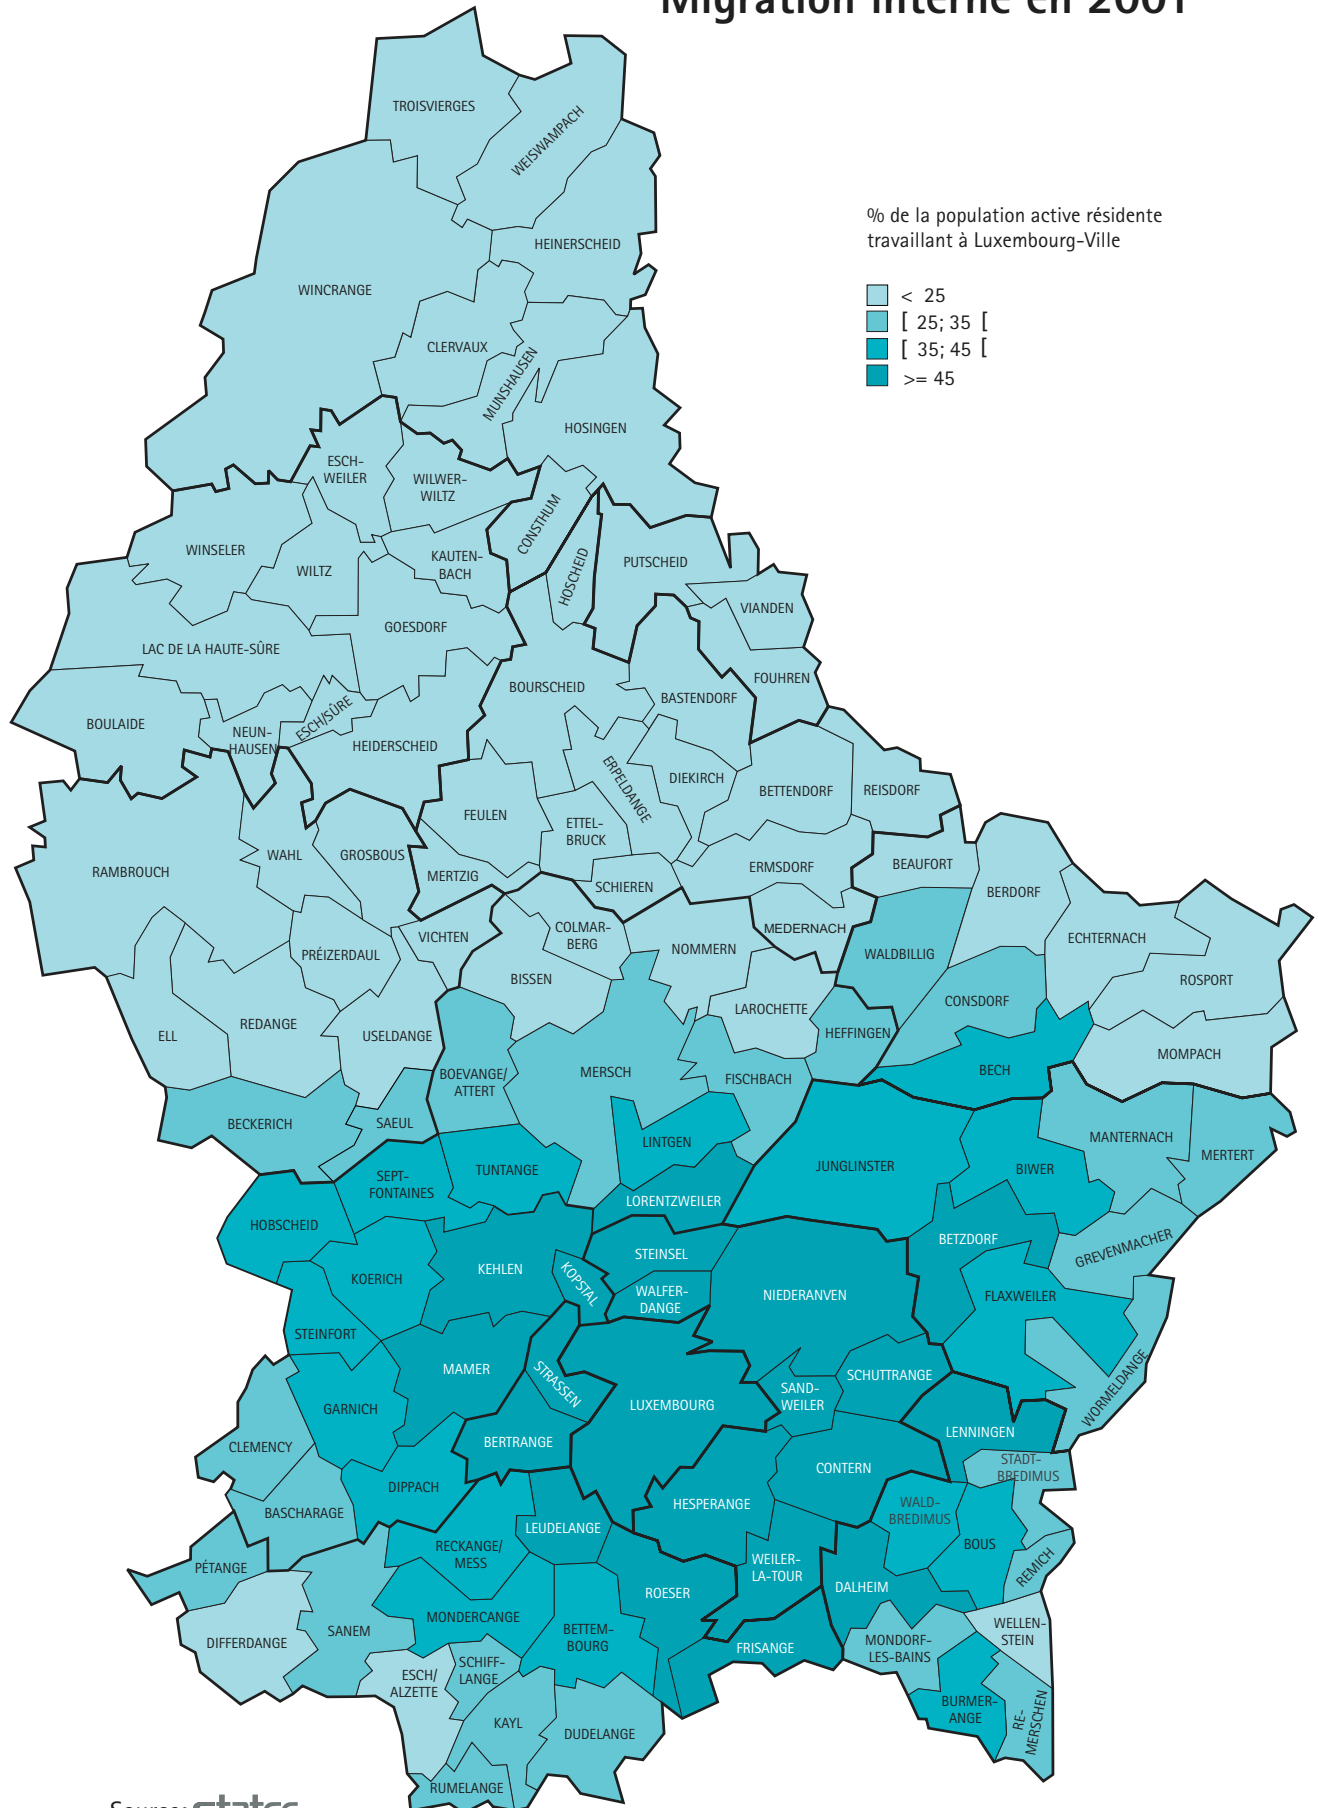 Migration interne en 2001
% de la population active résidente
travaillant à Luxembourg-Ville
< 25
[ 25; 35 [
[ 35; 45 [
>= 45
TROISVIERGES
WEISWAMPACH
HEINERSCHEID
WINCRANGE
CLERVAUX
MUNSHAUSEN
HOSINGEN
ESCH-
WEILER
WILWER-
WILTZ
CONSTHUM
WINSELER
WILTZ
KAUTEN-
BACH
HOSCHEID
PUTSCHEID
VIANDEN
GOESDORF
LAC DE LA HAUTE-SÛRE
BOURSCHEID
FOUHREN
BASTENDORF
BOULAIDE
NEUN-
HAUSEN
ESCH/SÛRE
HEIDERSCHEID
ERPELDANGE
DIEKIRCH
BETTENDORF
REISDORF
FEULEN
ETTEL-
BRUCK
RAMBROUCH
WAHL
GROSBOUS
MERTZIG
SCHIEREN
ERMSDORF
BEAUFORT
BERDORF
VICHTEN
COLMAR-
BERG
MEDERNACH
ECHTERNACH
PRÉIZERDAUL
NOMMERN
WALDBILLIG
BISSEN
ROSPORT
CONSDORF
LAROCHETTE
REDANGE
ELL
USELDANGE
HEFFINGEN
MOMPACH
BECH
BOEVANGE/
ATTERT
MERSCH
FISCHBACH
BECKERICH
SAEUL
LINTGEN
MANTERNACH
MERTERT
JUNGLINSTER
BIWER
TUNTANGE
SEPT-
FONTAINES
LORENTZWEILER
HOBSCHEID
STEINSEL
BETZDORF
GREVENMACHER
KOERICH
KEHLEN
KOPSTAL
WALFER-
DANGE
NIEDERANVEN
FLAXWEILER
STEINFORT
MAMER
STRASSEN
SCHUTTRANGE
SAND-
WEILER
WORMELDANGE
GARNICH
LUXEMBOURG
LENNINGEN
CLEMENCY
BERTRANGE
STADT-
BREDIMUS
CONTERN
DIPPACH
HESPERANGE
WALD-
BREDIMUS
BASCHARAGE
LEUDELANGE
BOUS
RECKANGE/
MESS
PÉTANGE
WEILER-
LA-TOUR
REMICH
ROESER
DALHEIM
MONDERCANGE
DIFFERDANGE
SANEM
BETTEM-
BOURG
WELLEN-
STEIN
FRISANGE
MONDORF-
LES-BAINS
ESCH/
ALZETTE
SCHIFF-
LANGE
BURMER-
ANGE
RE-
MERSCHEN
KAYL
DUDELANGE
RUMELANGE
Source: statec